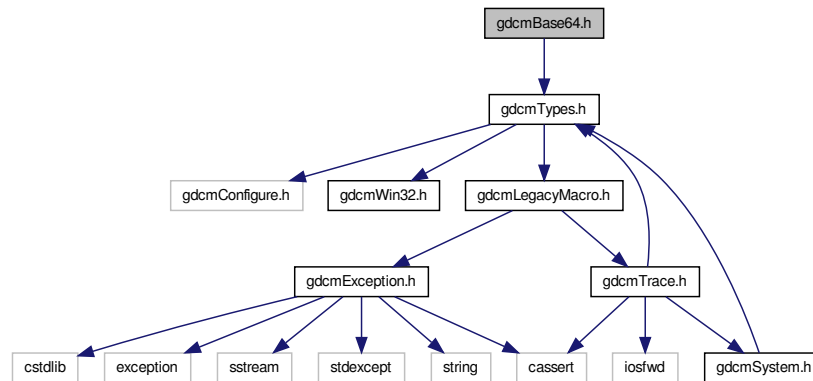 gdcmBase64.h
gdcmTypes.h
gdcmConfigure.h
gdcmWin32.h
gdcmLegacyMacro.h
gdcmException.h
gdcmTrace.h
cstdlib
exception
sstream
stdexcept
string
cassert
iosfwd
gdcmSystem.h